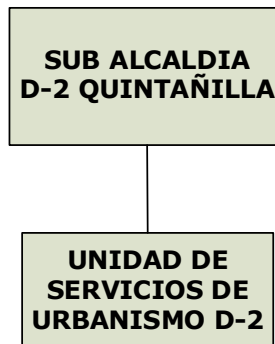 SUB ALCALDIA
D-2 QUINTAÑILLA
UNIDAD DE
SERVICIOS DE
URBANISMO D-2